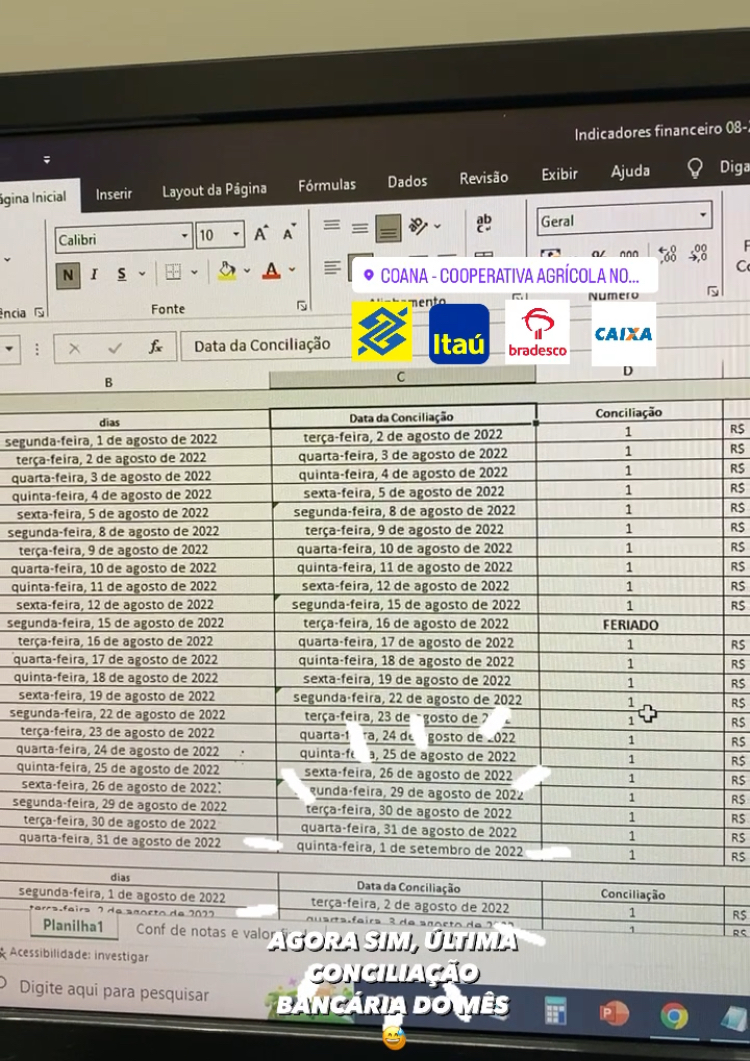 Indicadores financeiro 08-
ágina Inicial Inserir Layout da Página Fórmulas Dados Revisão Exibir Ajuda Diga
Calibri 10 A A ab Geral
N I S A % 000 ,00
COANA - COOPERATIVA AGRÍCOLA NO...
ência Fonte Número
Itaú bradesco CAIXA
fx Data da Conciliação
B C D
dias Data da Conciliação Conciliação
segunda-feira, 1 de agosto de 2022 terça-feira, 2 de agosto de 2022 1 R$
terça-feira, 2 de agosto de 2022 quarta-feira, 3 de agosto de 2022 1 R$
quarta-feira, 3 de agosto de 2022 quinta-feira, 4 de agosto de 2022 1 R$
quinta-feira, 4 de agosto de 2022 sexta-feira, 5 de agosto de 2022 1 R$
sexta-feira, 5 de agosto de 2022 segunda-feira, 8 de agosto de 2022 1 R$
segunda-feira, 8 de agosto de 2022 terça-feira, 9 de agosto de 2022 1 R$
terça-feira, 9 de agosto de 2022 quarta-feira, 10 de agosto de 2022 1 R$
quarta-feira, 10 de agosto de 2022 quinta-feira, 11 de agosto de 2022 1 R$
quinta-feira, 11 de agosto de 2022 sexta-feira, 12 de agosto de 2022 1 R$
sexta-feira, 12 de agosto de 2022 segunda-feira, 15 de agosto de 2022 1 R$
segunda-feira, 15 de agosto de 2022 terça-feira, 16 de agosto de 2022 FERIADO
terça-feira, 16 de agosto de 2022 quarta-feira, 17 de agosto de 2022 1 R$
quarta-feira, 17 de agosto de 2022 quinta-feira, 18 de agosto de 2022 1 R$
quinta-feira, 18 de agosto de 2022 sexta-feira, 19 de agosto de 2022 1 R$
sexta-feira, 19 de agosto de 2022 segunda-feira, 22 de agosto de 2022 1 R$
segunda-feira, 22 de agosto de 2022 terça-feira, 23 de agosto de 1 R$
terça-feira, 23 de agosto de 2022 quarta-feira, 24 de agosto de 2022 1 R$
quarta-feira, 24 de agosto de 2022 quinta-feira, 25 de agosto de 2022 1 R$
quinta-feira, 25 de agosto de 2022 sexta-feira, 26 de agosto de 2022 1 R$
sexta-feira, 26 de agosto de 2022 gunda-feira, 29 de agosto de 2022 1 R$
segunda-feira, 29 de agosto de 2022 terça-feira, 30 de agosto de 2022 1 R$
terça-feira, 30 de agosto de 2022 quarta-feira, 31 de agosto de 2022 1 R$
quarta-feira, 31 de agosto de 2022 quinta-feira, 1 de setembro de 2022 1 R$
dias Data da Conciliação Conciliação
segunda-feira, 1 de agosto de 2022 terça-feira, 2 de agosto de 2022 1 R$
terça-feira, 2 de agosto de 2022 quarta-feira, 3 de agosto de 2022 1 R$
Planilha1 Conf de notas e valor
Acessibilidade: investigar
AGORA SIM, ÚLTIMA
CONCILIAÇÃO
BANCÁRIA DO MÊS
Digite aqui para pesquisar